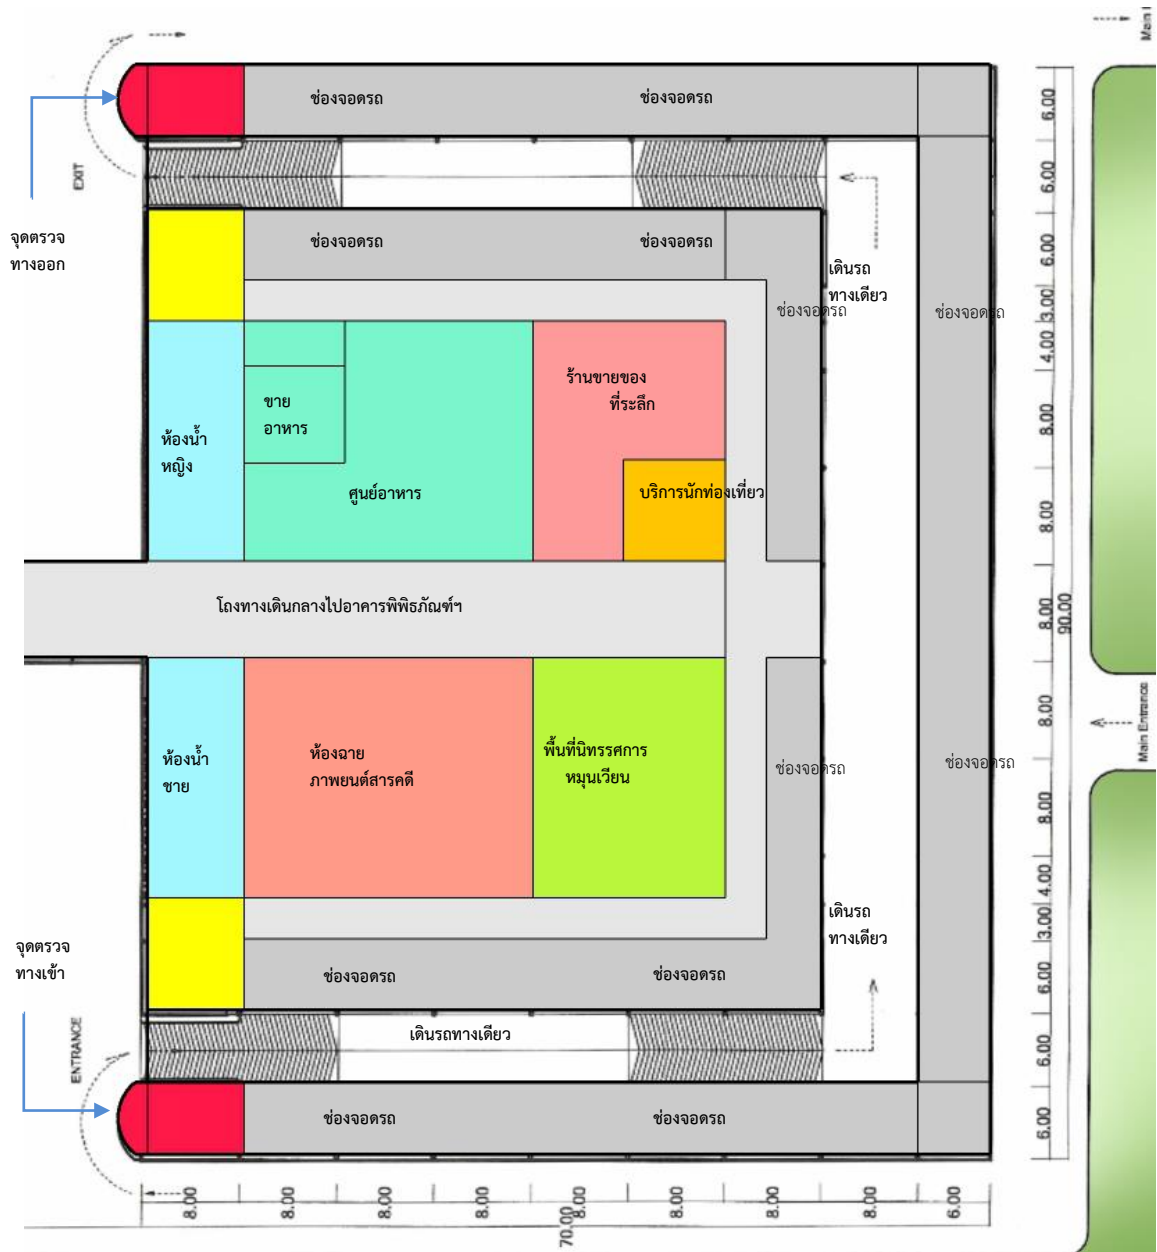 Main
ช่องจอดรถ
ช่องจอดรถ
6.00
EXIT
6.00
จุดตรวจ
ทางออก
ช่องจอดรถ
ช่องจอดรถ
6.00
เดินรถ
ทางเดียว
ช่องจอดรถ
ช่องจอดรถ
3.00
4.00
ร้านขายของ
ที่ระลึก
ขาย
อาหาร
8.00
ห้องน้ำ
หญิง
ศูนย์อาหาร
บริการนักท่องเที่ยว
8.00
โถงทางเดินกลางไปอาคารพิพิธภัณฑ์ฯ
8.00
90.00
8.00
Main Entrance
ห้องน้ำ
ชาย
ห้องฉาย
ภาพยนต์สารคดี
พื้นที่นิทรรศการ
หมุนเวียน
ช่องจอดรถ
ช่องจอดรถ
8.00
4.00
3.00
เดินรถ
ทางเดียว
จุดตรวจ
ทางเข้า
ช่องจอดรถ
ช่องจอดรถ
6.00
ENTRANCE
เดินรถทางเดียว
6.00
ช่องจอดรถ
ช่องจอดรถ
6.00
8.00
8.00
8.00
8.00
8.00
8.00
8.00
6.00
70.00